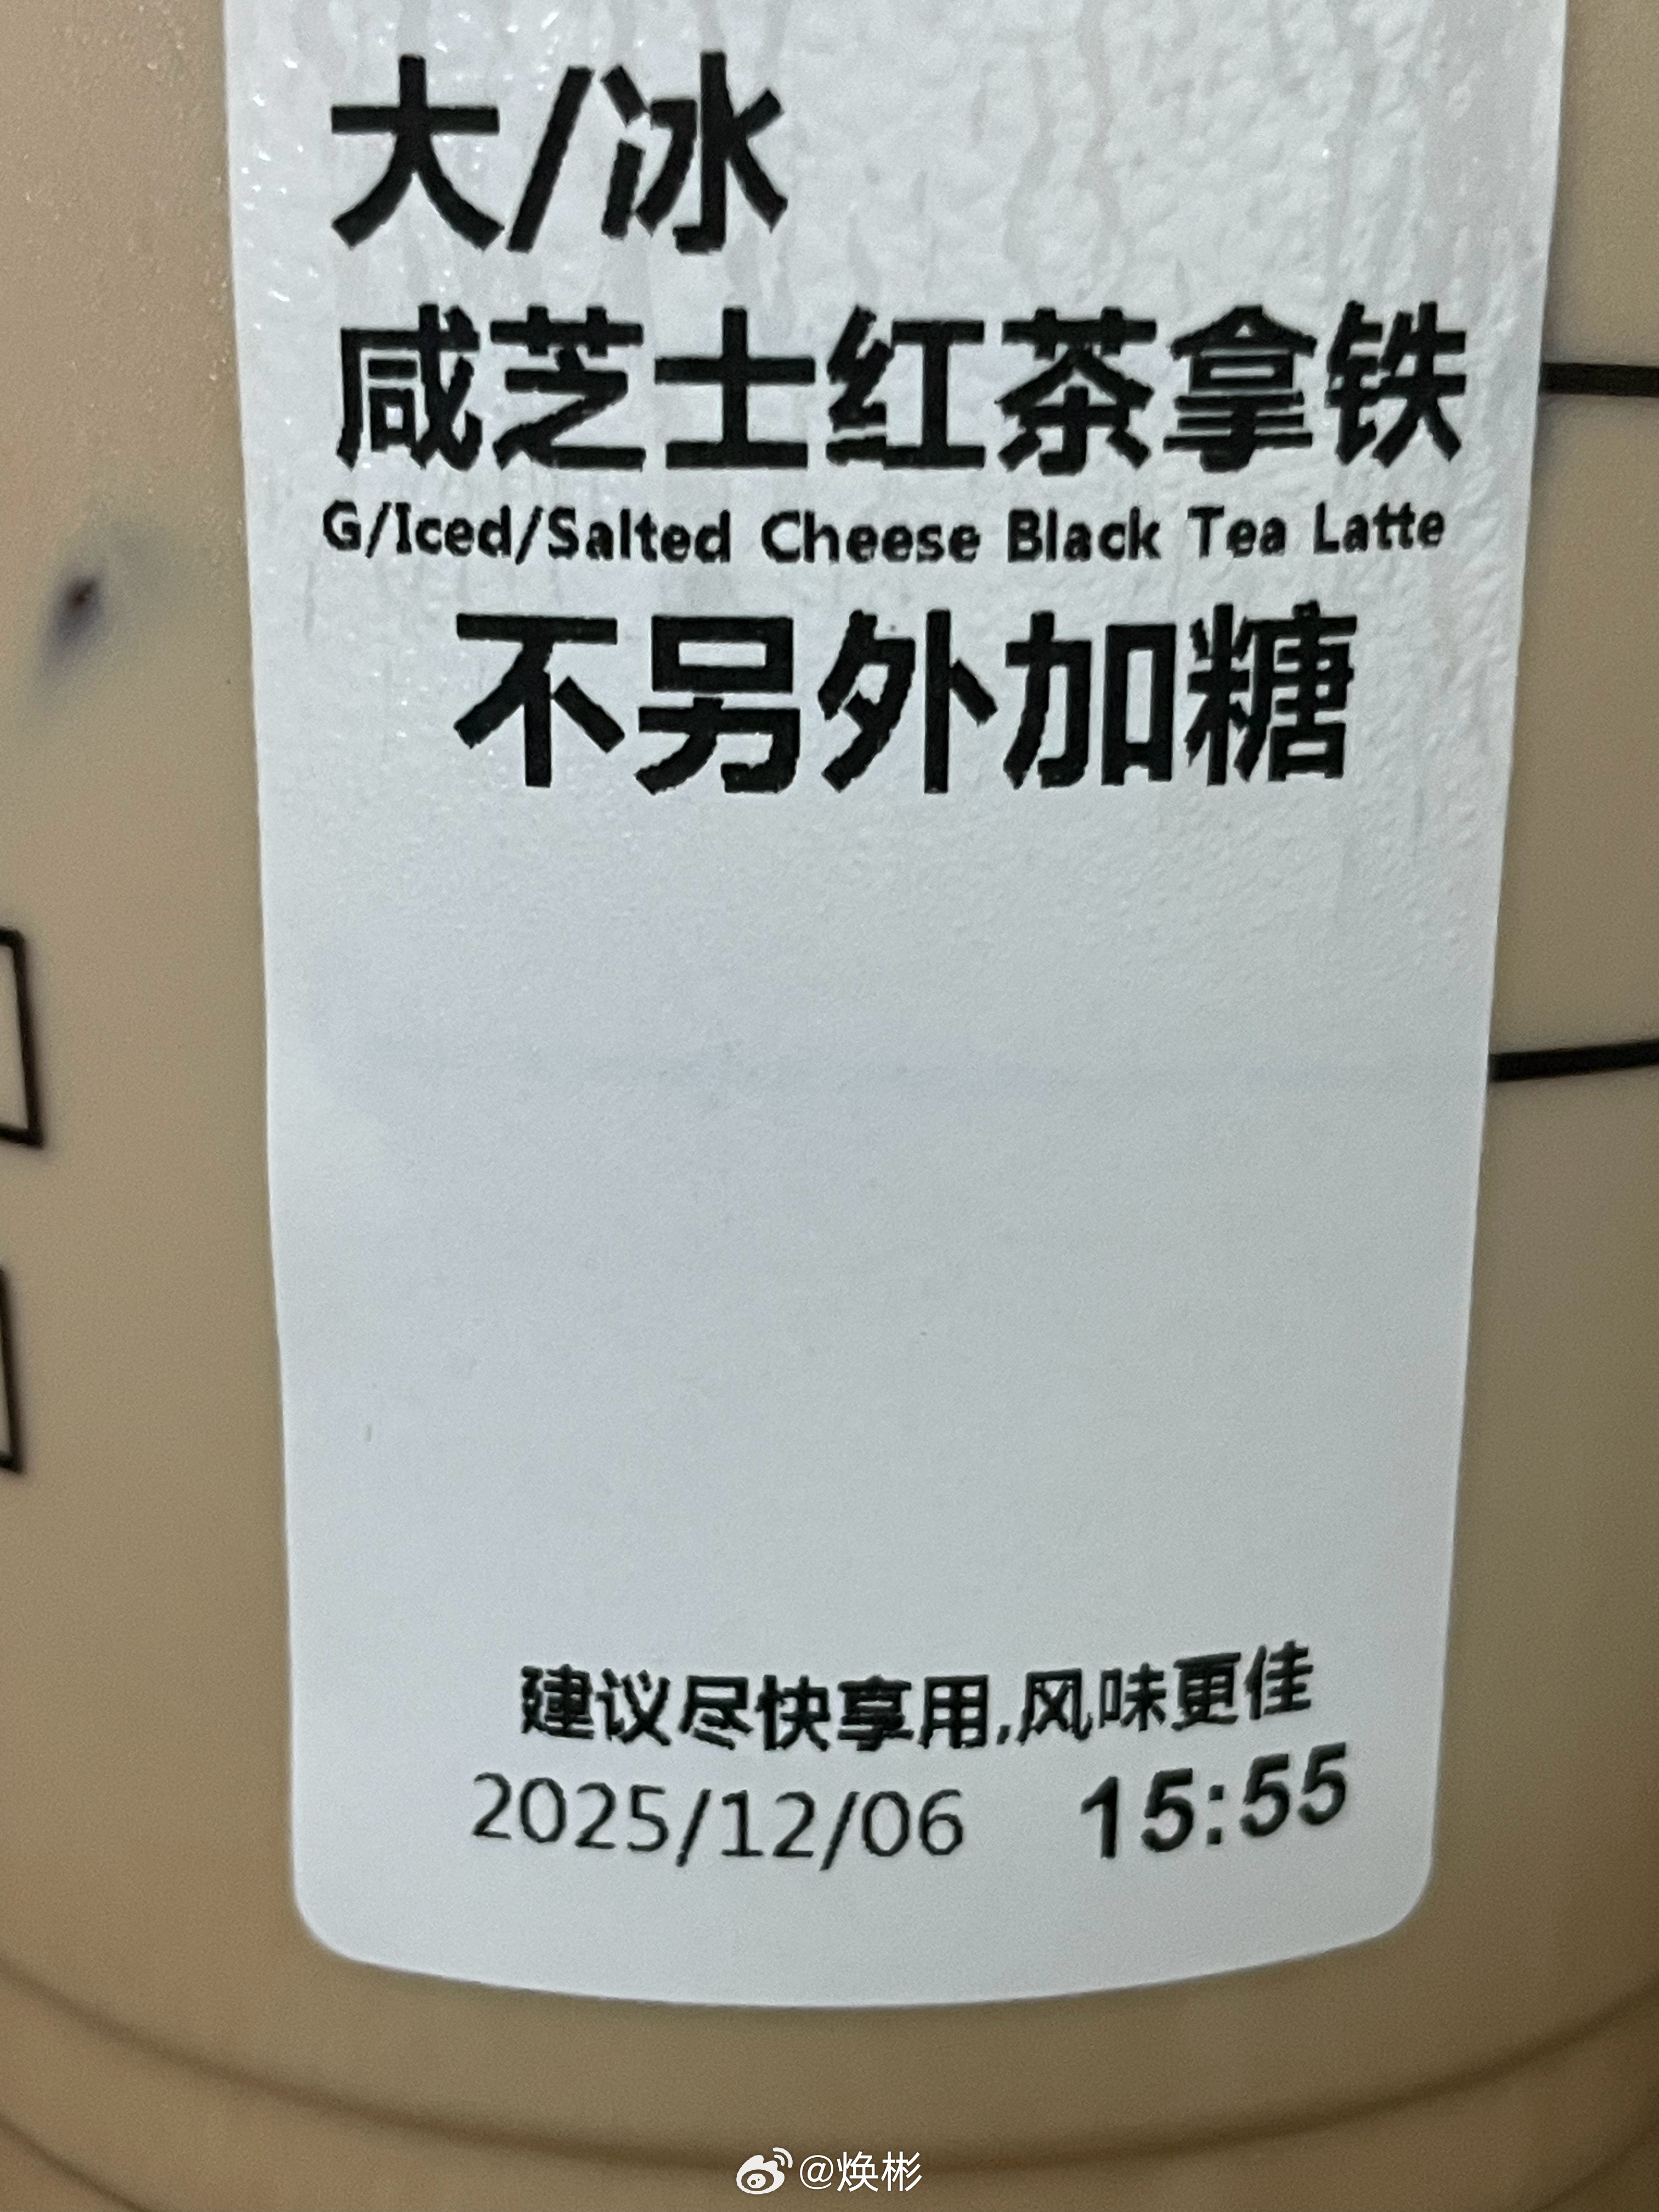 大/冰
咸芝士红茶拿铁
G/Iced/Salted Cheese Black Tea Latte
不另外加糖
建议尽快享用,风味更佳
2025/12/06 15:55
@焕彬